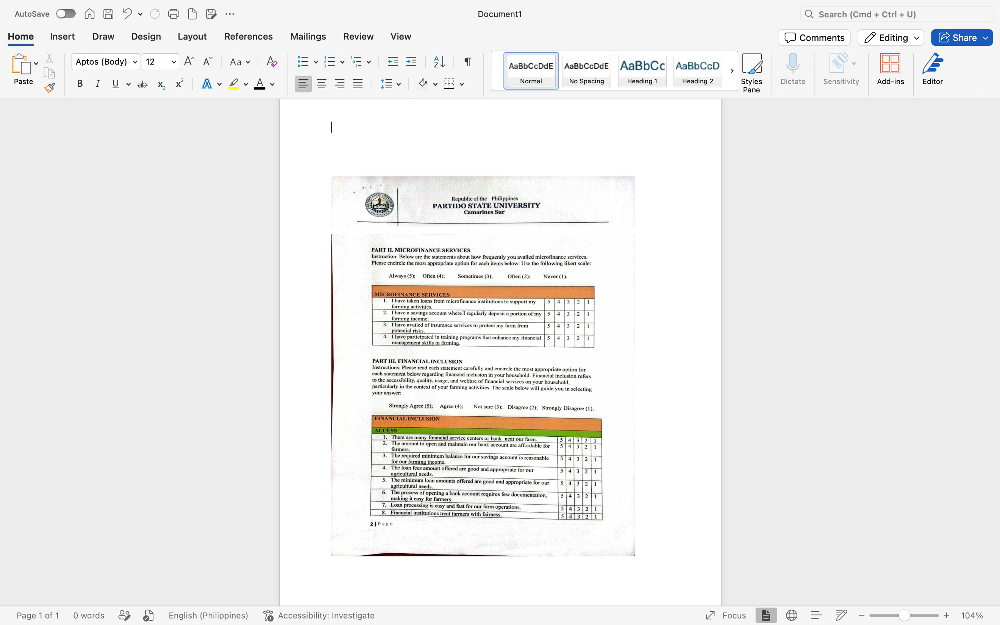 AutoSave
Document1
Search (Cmd + Ctrl + U)
Home Insert Draw Design Layout References Mailings Review View
Comments Editing Share
Paste
Aptos (Body) 12
AaBbCcDdE AaBbCcDdE AaBbCc AaBbCcD
Normal No Spacing Heading 1 Heading 2
Styles Pane
Dictate
Sensitivity
Add-ins
Editor
Republic of the Philippines
PARTIDO STATE UNIVERSITY
Camarines Sur
PART II. MICROFINANCE SERVICES
Instruction: Below are the statements about how frequently you availed microfinance services.
Please encircle the most appropriate option for each items below: Use the following likert scale:
Always (5); Often (4); Sometimes (3); Often (2); Never (1).
MICROFINANCE SERVICES
1. I have taken loans from microfinance institutions to support my 5 4 3 2 1
farming activities.
2. I have a savings account where I regularly deposit a portion of my 5 4 3 2 1
farming income.
3. I have availed of insurance services to protect my farm from 5 4 3 2 1
potential risks.
4. I have participated in training programs that enhance my financial 5 4 3 2 1
management skills in farming.
PART III. FINANCIAL INCLUSION
Instructions: Please read each statement carefully and encircle the most appropriate option for
each statement below regarding financial inclusion in your household. Financial inclusion refers
to the accessibility, quality, usage, and welfare of financial services on your household,
particularly in the context of your farming activities. The scale below will guide you in selecting
your answer:
Strongly Agree (5); Agree (4); Not sure (3); Disagree (2); Strongly Disagree (1).
FINANCIAL INCLUSION
ACCESS
1. There are many financial service centers or bank near our farm. 5 4 3 2 1
2. The amount to open and maintain our bank account are affordable for 5 4 3 2 1
farmers.
3. The required minimum balance for our savings account is reasonable 5 4 3 2 1
for our farming income.
4. The loan fees amount offered are good and appropriate for our 5 4 3 2 1
agricultural needs.
5. The minimum loan amounts offered are good and appropriate for our 5 4 3 2 1
agricultural needs.
6. The process of opening a bank account requires few documentation, 5 4 3 2 1
making it easy for farmers
7. Loan processing is easy and fast for our farm operations. 5 4 3 2 1
8. Financial institutions treat farmers with fairness. 5 4 3 2 1
2 | Page
Page 1 of 1 0 words English (Philippines) Accessibility: Investigate Focus 104%